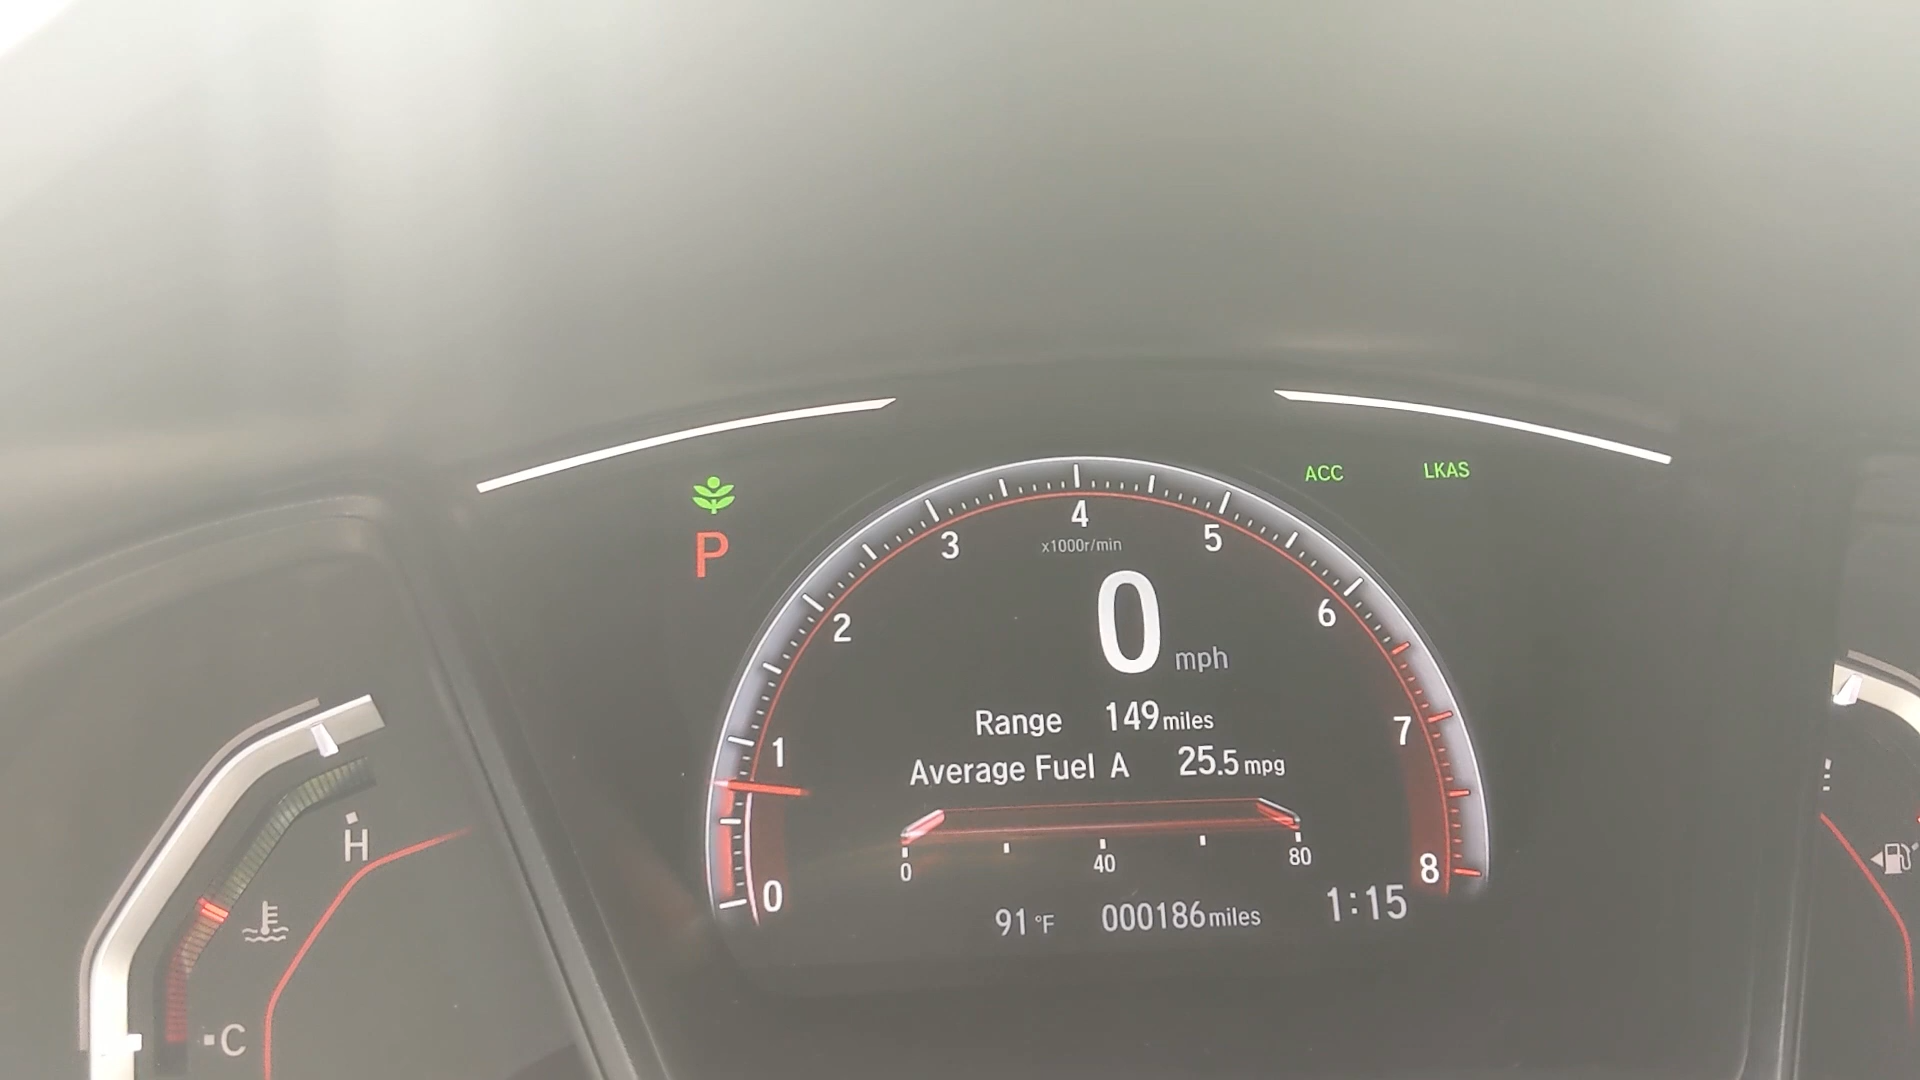 ACC LKAS
P
4
3 5
x1000r/min
2 6
0 mph
Range 149 miles
1 7
Average Fuel A 25.5 mpg
H
0 40 80
0 8
91 °F 000186 miles 1:15
C